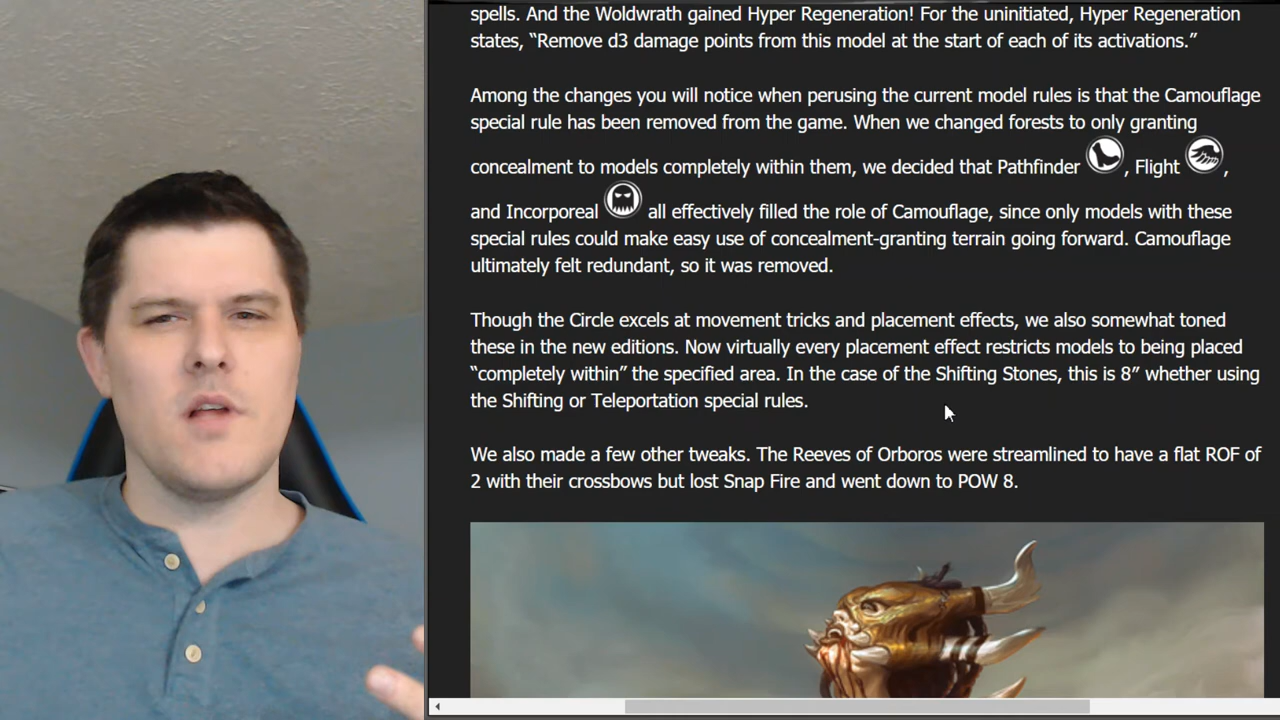 spells. And the Woldwrath gained Hyper Regeneration! For the uninitiated, Hyper Regeneration
states, “Remove d3 damage points from this model at the start of each of its activations.”
Among the changes you will notice when perusing the current model rules is that the Camouflage
special rule has been removed from the game. When we changed forests to only granting
concealment to models completely within them, we decided that Pathfinder , Flight ,
and Incorporeal all effectively filled the role of Camouflage, since only models with these
special rules could make easy use of concealment-granting terrain going forward. Camouflage
ultimately felt redundant, so it was removed.
Though the Circle excels at movement tricks and placement effects, we also somewhat toned
these in the new editions. Now virtually every placement effect restricts models to being placed
“completely within” the specified area. In the case of the Shifting Stones, this is 8” whether using
the Shifting or Teleportation special rules.
We also made a few other tweaks. The Reeves of Orboros were streamlined to have a flat ROF of
2 with their crossbows but lost Snap Fire and went down to POW 8.